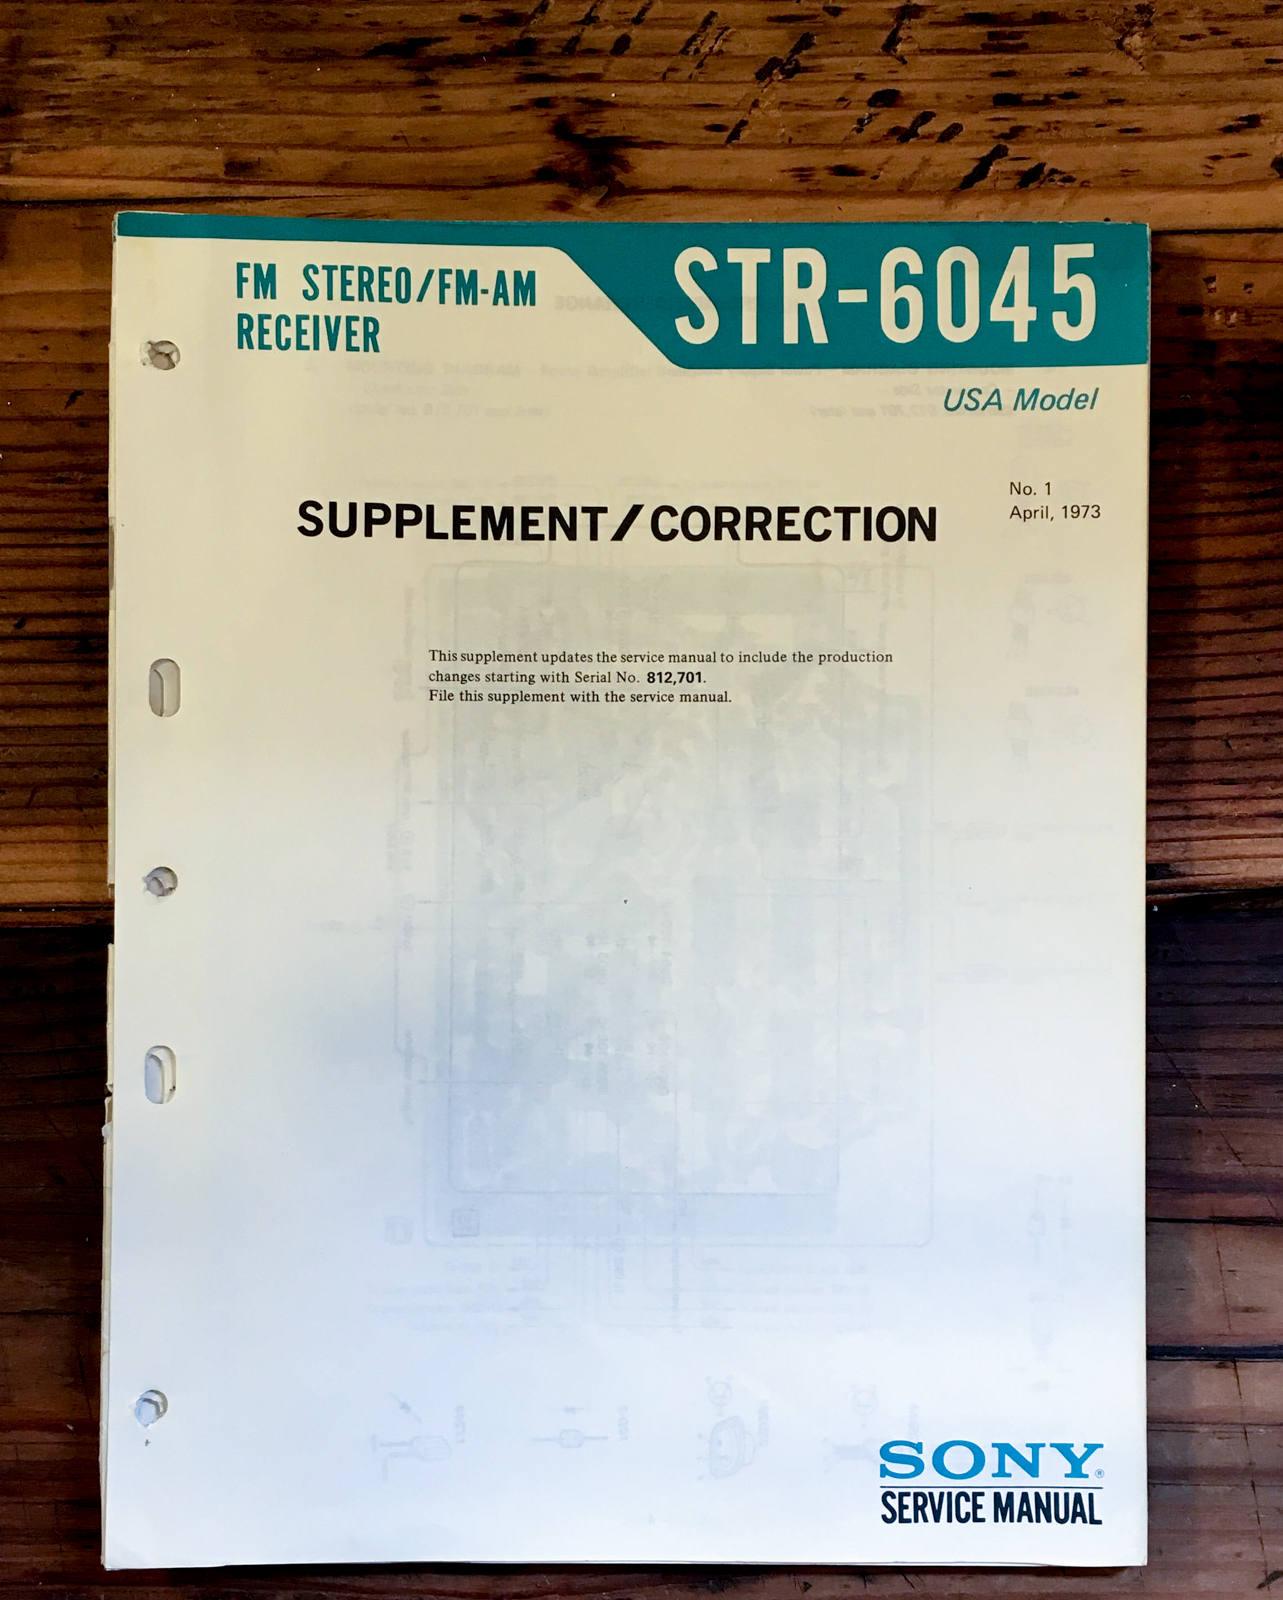 FM STEREO/FM-AM
RECEIVER
STR-6045
USA Model
No. 1
April, 1973
SUPPLEMENT/CORRECTION
This supplement updates the service manual to include the production
changes starting with Serial No. 812,701.
File this supplement with the service manual.
SONY®
SERVICE MANUAL